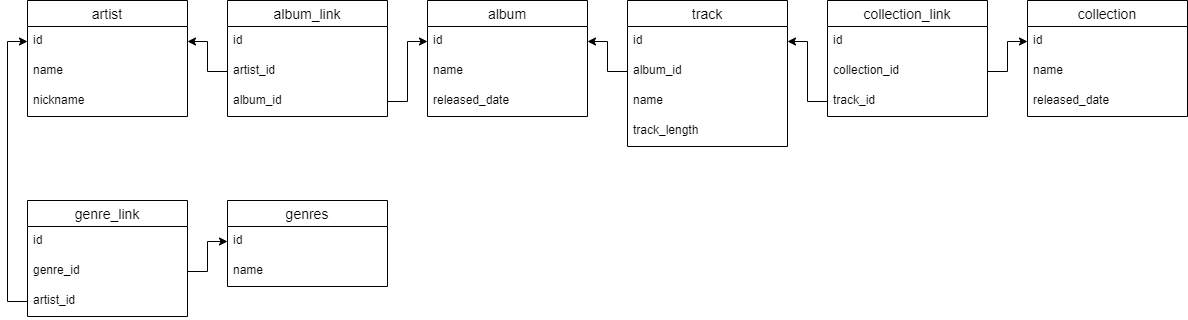 artist
id
name
nickname
album_link
id
artist_id
album_id
album
id
name
released_date
track
id
album_id
name
track_length
collection_link
id
collection_id
track_id
collection
id
name
released_date
genre_link
id
genre_id
artist_id
genres
id
name